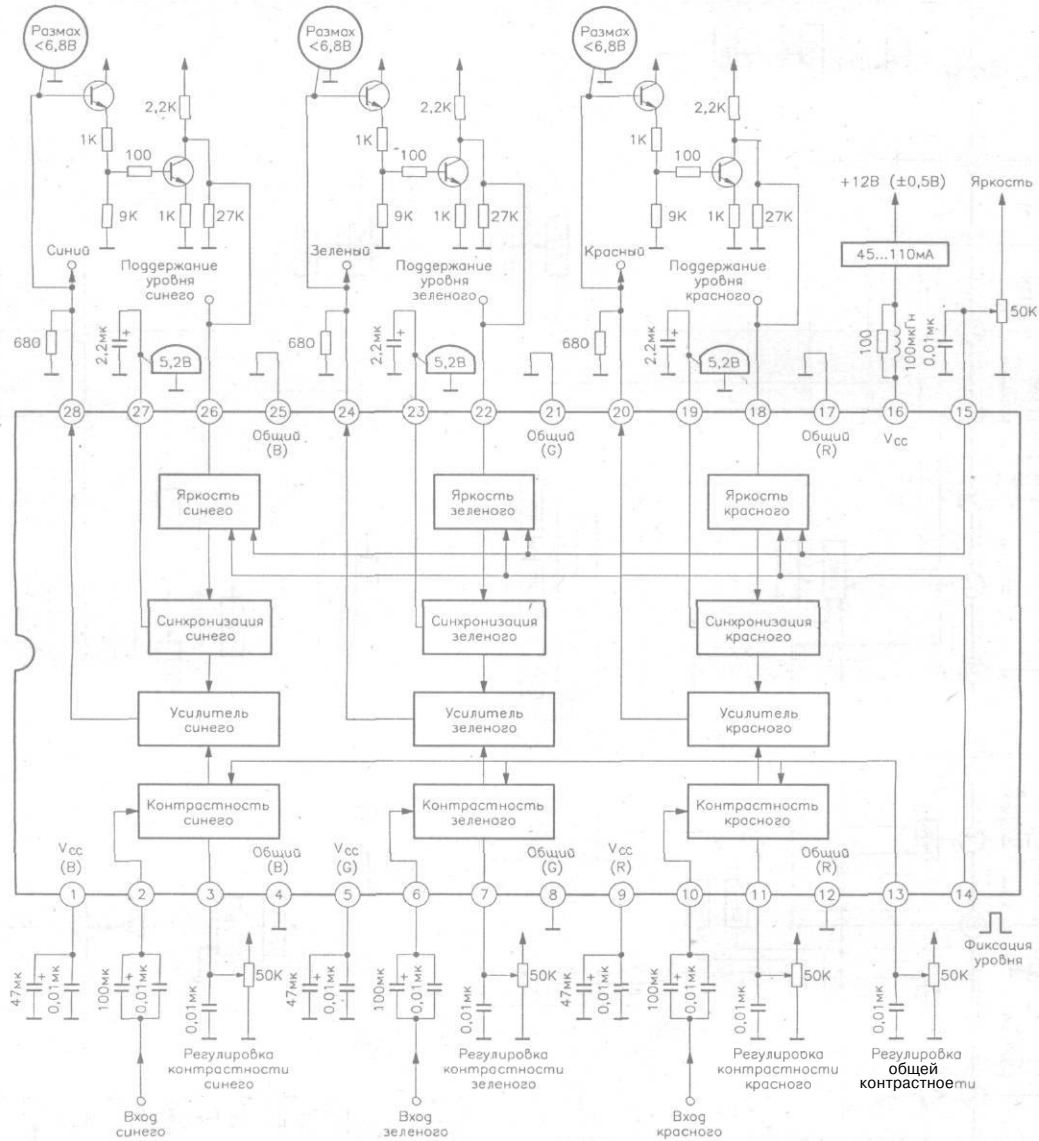 Размах Размах Размах
<6,8В <6,8В <6,8В
2,2К 2,2К 2,2К
1К 1К 1К
100 100 100
+12В (±0,5В) Яркость
9К 1К 27К 9К 1К 27К 9К 1К 27К
Синий Зеленый Красный
45...110мА
Поддержание Поддержание Поддержание
уровня уровня уровня
синего зеленого красного
680 2,2мк + 680 2,2мк + 680 2,2мк + 100 100мкГн 0,01мк 50К
5,2В 5,2В 5,2В
28 27 26 25 24 23 22 21 20 19 18 17 16 15
Общий Общий Общий Vcc
(B) (G) (R)
Яркость Яркость Яркость
синего зеленого красного
Синхронизация Синхронизация Синхронизация
синего зеленого красного
Усилитель Усилитель Усилитель
синего зеленого красного
Контрастность Контрастность Контрастность
синего зеленого красного
Vcc Общий Vcc Общий Vcc Общий
(B) (B) (G) (G) (R) (R)
1 2 3 4 5 6 7 8 9 10 11 12 13 14
Фиксация
уровня
47мк + 0,01мк 100мк + 0,01мк 0,01мк 50К 47мк + 0,01мк 100мк + 0,01мк 0,01мк 50К 47мк + 0,01мк 100мк + 0,01мк 0,01мк 50К 0,01мк 50К
Регулировка Регулировка Регулировка Регулировка
контрастности контрастности контрастности общей
синего зеленого красного контрастноети
Вход Вход Вход
синего зеленого красного